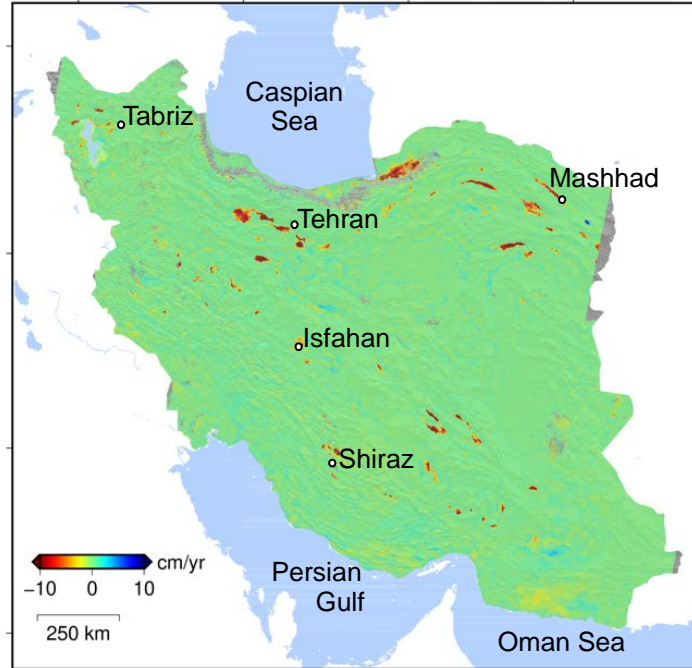 Caspian
Sea
Tabriz
Mashhad
Tehran
Isfahan
Shiraz
cm/yr
−10 0 10
250 km
Persian
Gulf
Oman Sea